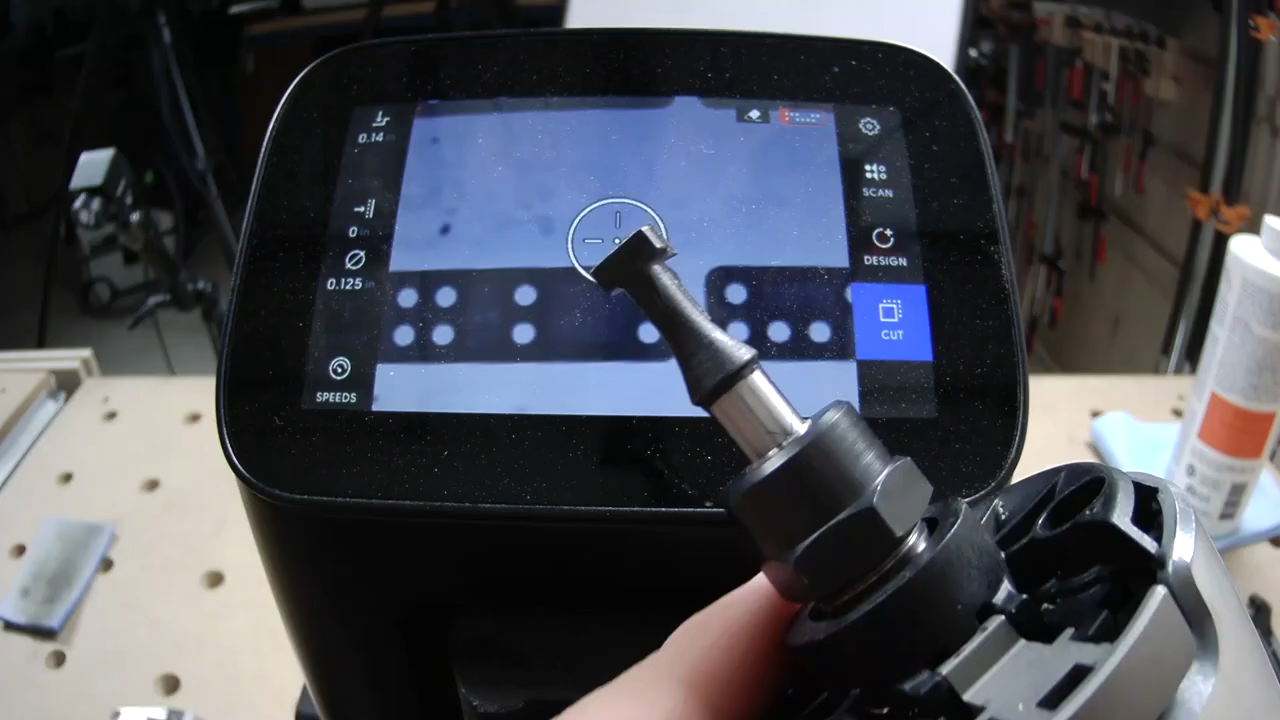 0.14 in
0 in
0.125 in
SPEEDS
SCAN
DESIGN
CUT